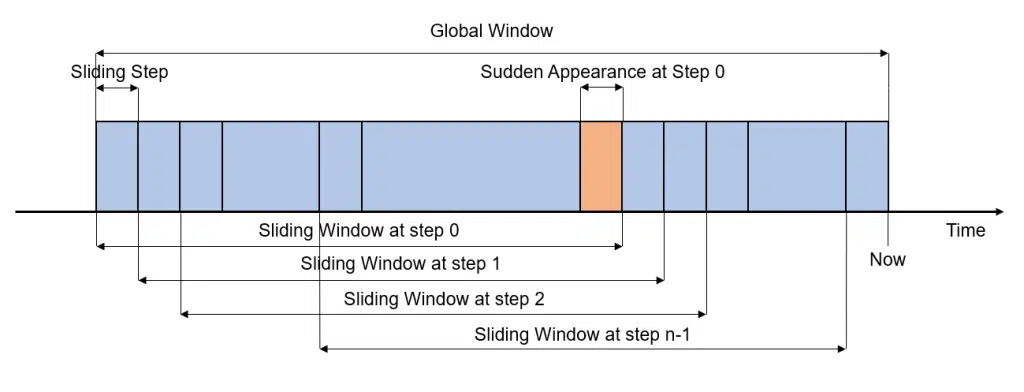 Global Window
Sliding Step
Sudden Appearance at Step 0
Sliding Window at step 0
Time
Now
Sliding Window at step 1
Sliding Window at step 2
Sliding Window at step n-1